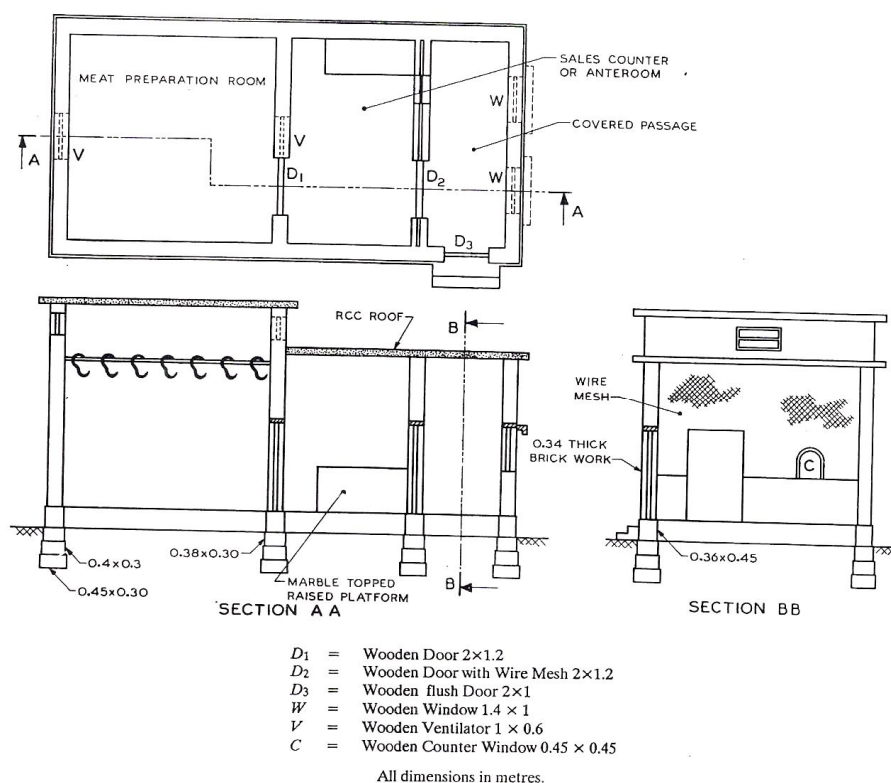 SALES COUNTER
OR ANTEROOM
MEAT PREPARATION ROOM
W
COVERED PASSAGE
A
V
V
D₁
D₂
W
A
D₃
RCC ROOF
B
WIRE
MESH
0.34 THICK
BRICK WORK
C
0.4×0.3
0.38×0.30
0.36×0.45
0.45×0.30
MARBLE TOPPED
RAISED PLATFORM
B
SECTION A A
SECTION BB
D₁ = Wooden Door 2×1.2
D₂ = Wooden Door with Wire Mesh 2×1.2
D₃ = Wooden flush Door 2×1
W = Wooden Window 1.4 × 1
V = Wooden Ventilator 1 × 0.6
C = Wooden Counter Window 0.45 × 0.45
All dimensions in metres.